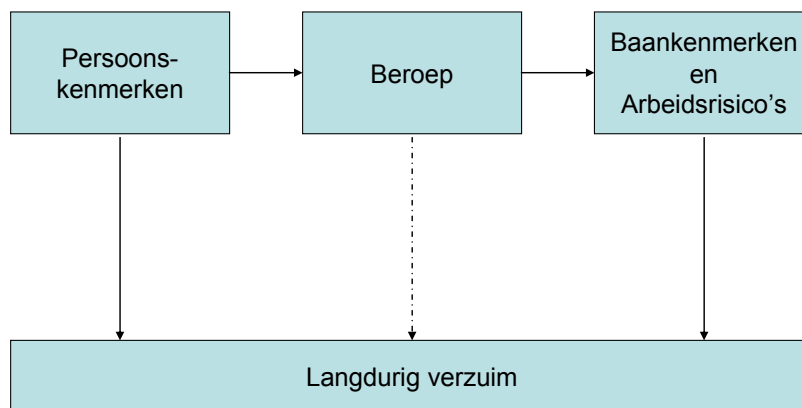 Persoons-
kenmerken
Beroep
Baankenmerken
en
Arbeidsrisico's
Langdurig verzuim